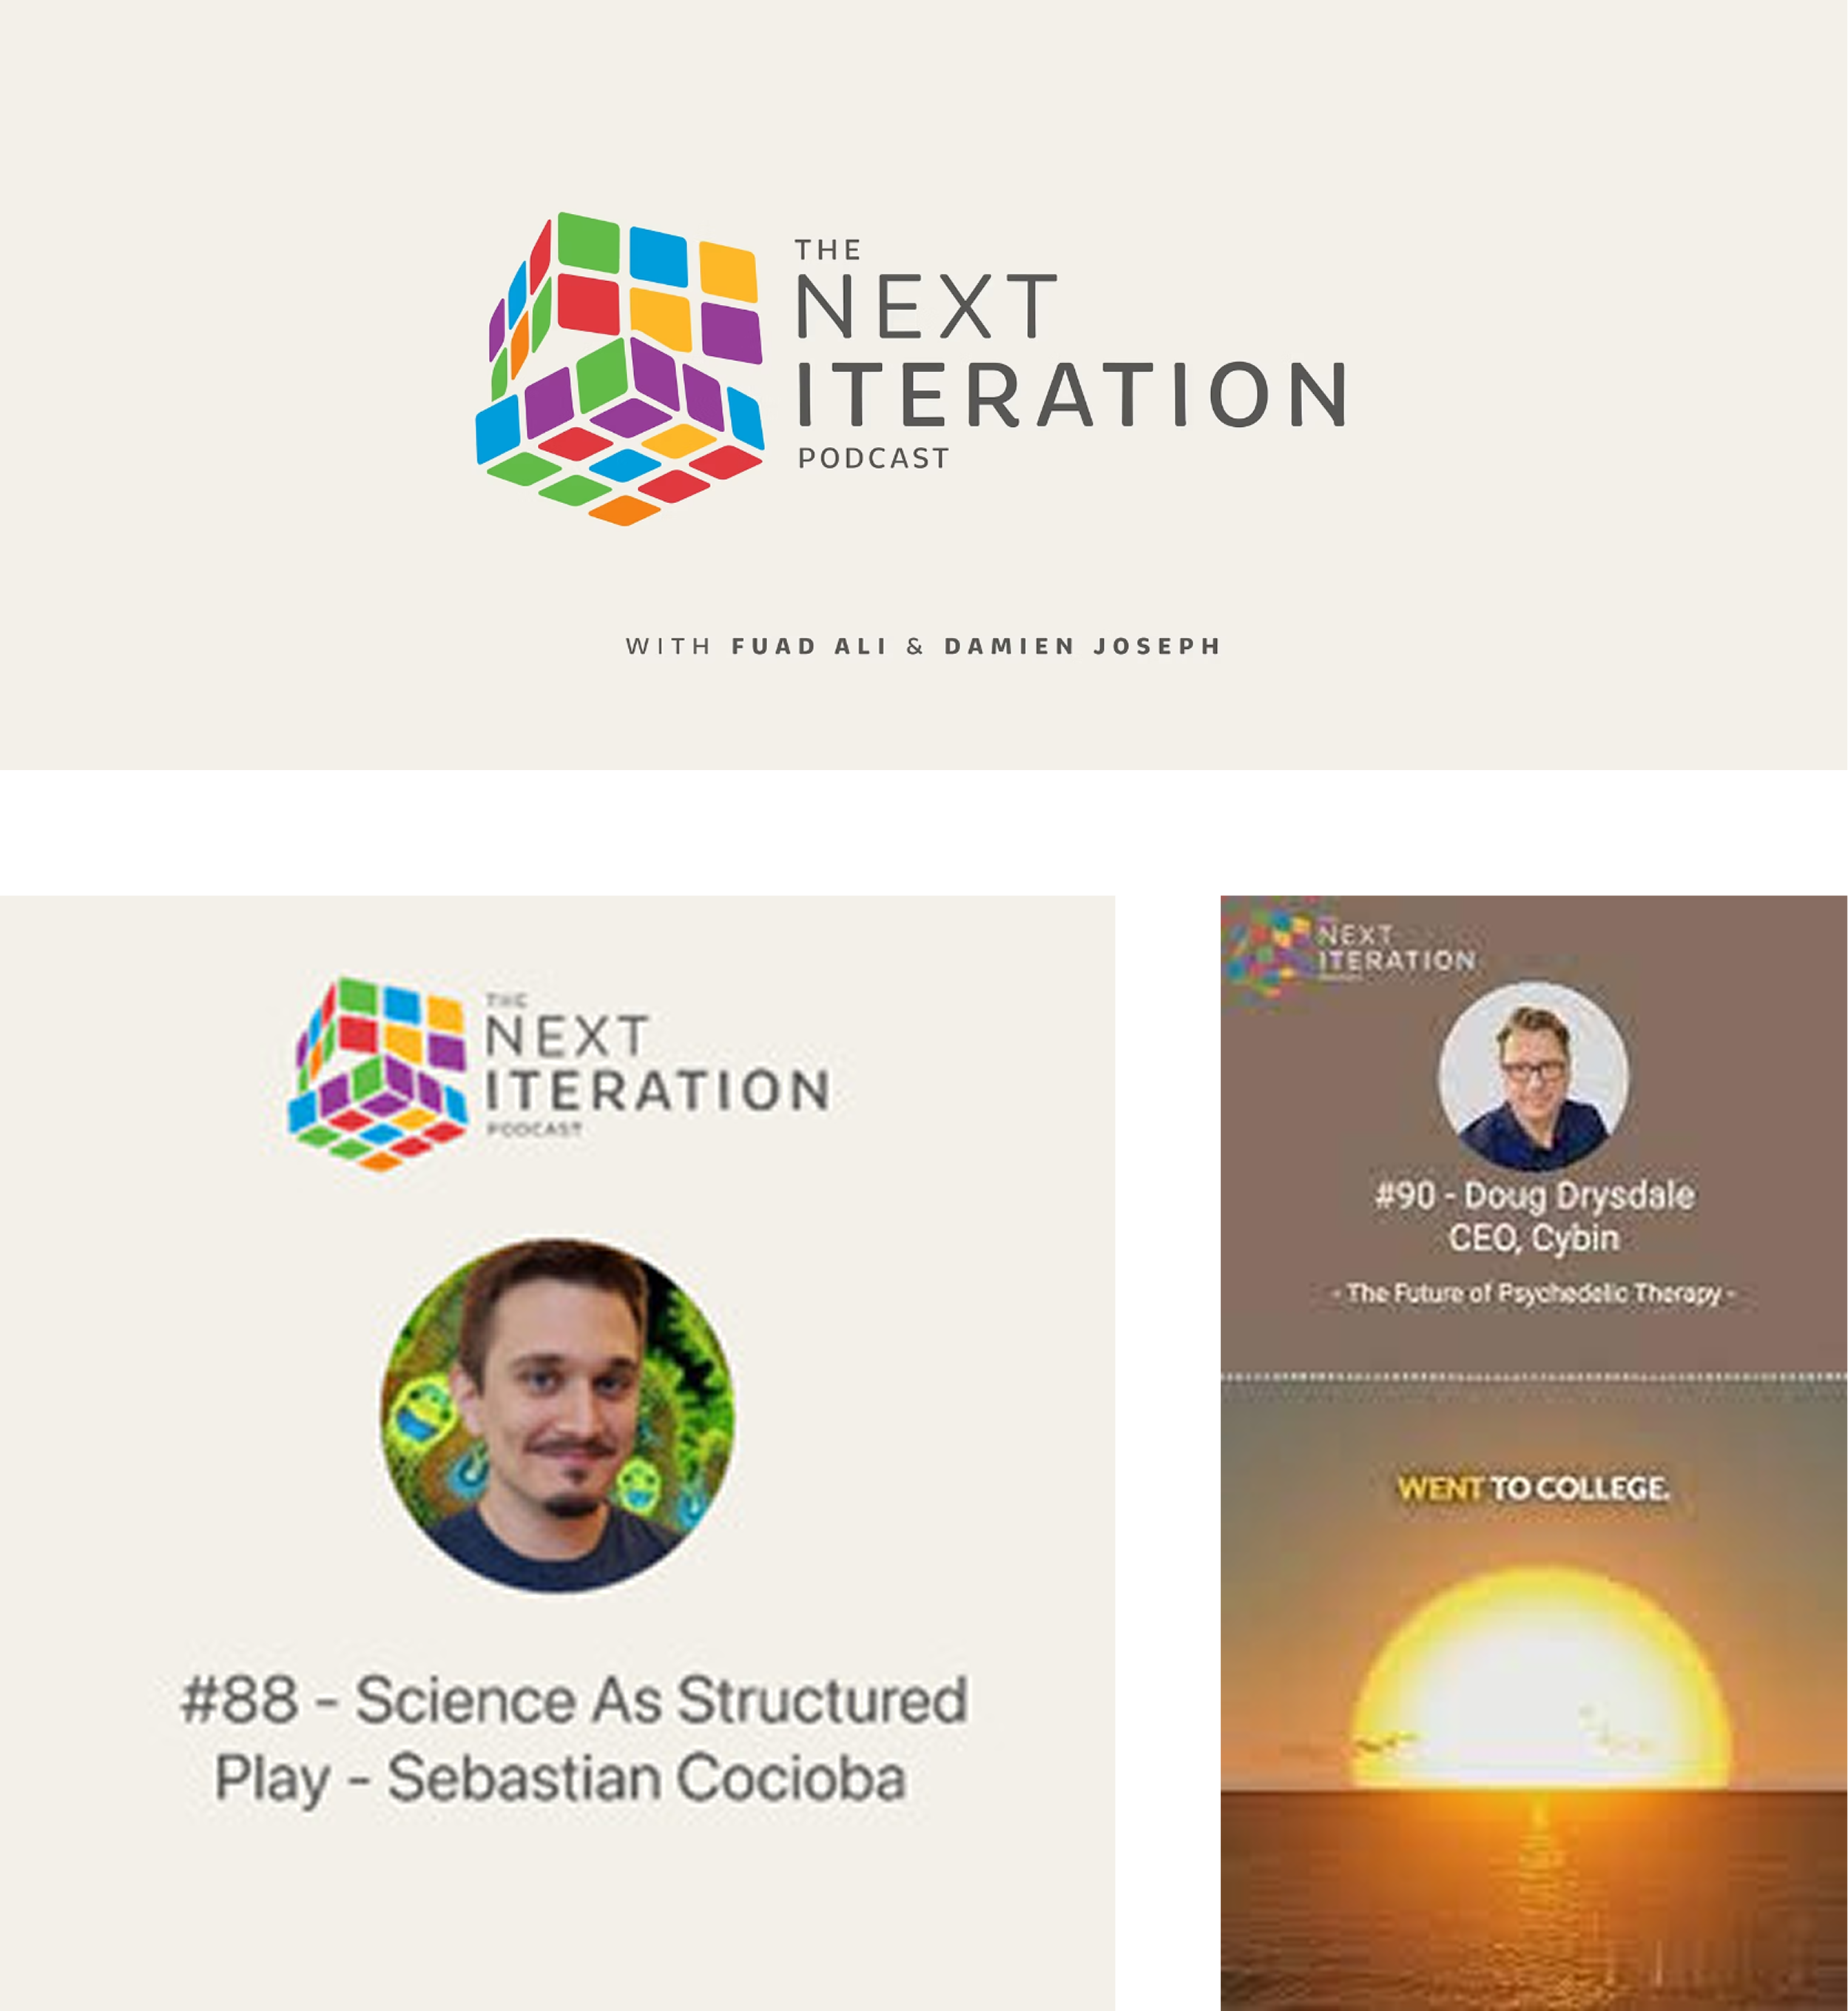 THE
NEXT
ITERATION
PODCAST
WITH FUAD ALI & DAMIEN JOSEPH
THE
NEXT
ITERATION
PODCAST
#88 - Science As Structured
Play - Sebastian Cocioba
NEXT
ITERATION
#90 - Doug Drysdale
CEO, Cybin
- The Future of Psychedelic Therapy -
WENT TO COLLEGE.